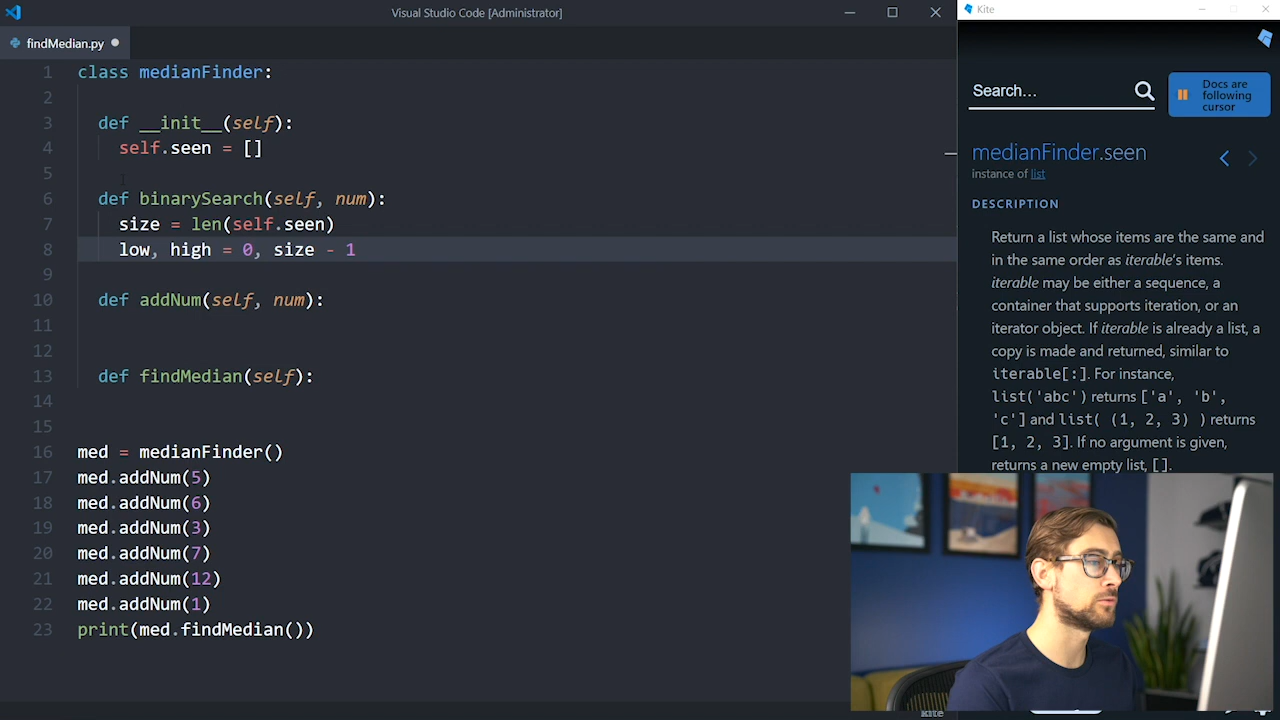 Visual Studio Code [Administrator]
findMedian.py
1 class medianFinder:
2
3 def __init__(self):
4 self.seen = []
5
6 def binarySearch(self, num):
7 size = len(self.seen)
8 low, high = 0, size - 1
9
10 def addNum(self, num):
11
12
13 def findMedian(self):
14
15
16 med = medianFinder()
17 med.addNum(5)
18 med.addNum(6)
19 med.addNum(3)
20 med.addNum(7)
21 med.addNum(12)
22 med.addNum(1)
23 print(med.findMedian())
Kite
Search...
Docs are
following
cursor
medianFinder.seen
instance of list
DESCRIPTION
Return a list whose items are the same and
in the same order as iterable's items.
iterable may be either a sequence, a
container that supports iteration, or an
iterator object. If iterable is already a list, a
copy is made and returned, similar to
iterable[:]. For instance,
list('abc') returns ['a', 'b',
'c'] and list( (1, 2, 3) ) returns
[1, 2, 3]. If no argument is given,
returns a new empty list, [].
kite